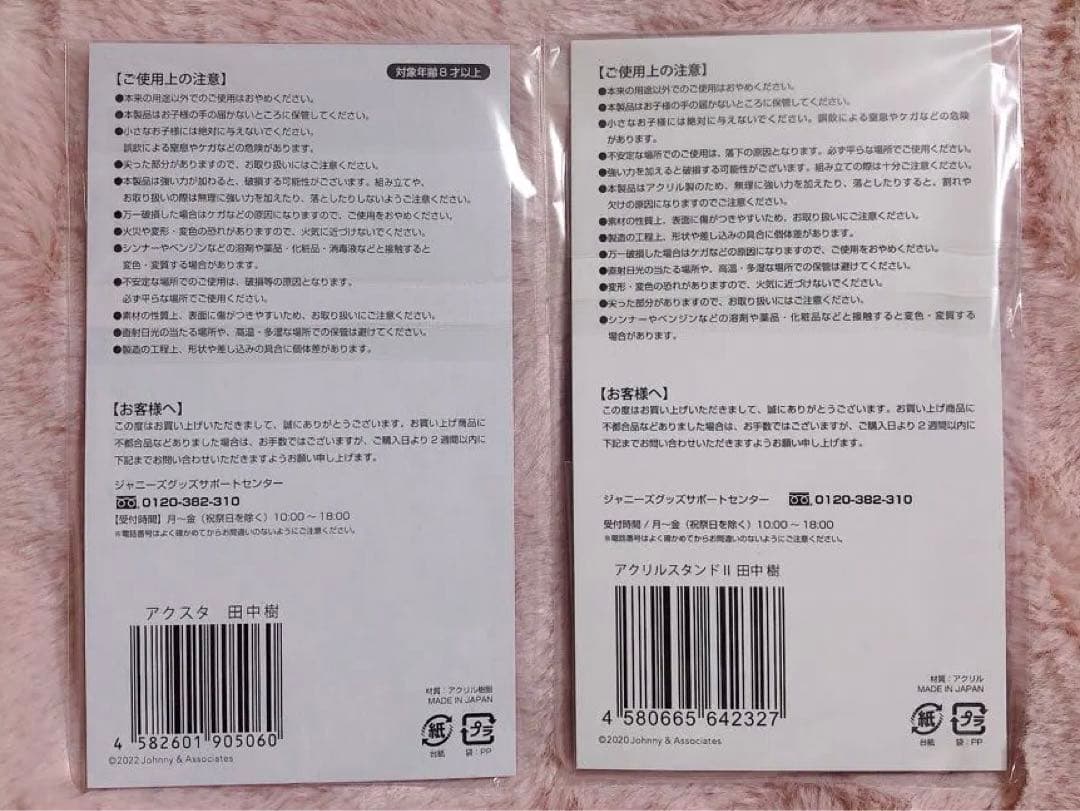 【ご使用上の注意】
対象年齢8才以上
●本来の用途以外でのご使用はおやめください。
●本製品はお子様の手の届かないところに保管してください。
●小さなお子様には絶対に与えないでください。
誤飲による窒息やケガなどの危険があります。
●尖った部分がありますので、お取り扱いにはご注意ください。
●本製品は強い力が加わると、破損する可能性がございます。組み立てや、
お取り扱いの際は無理に強い力を加えたり、落としたりしないようご注意ください。
●万一破損した場合はケガなどの原因になりますので、ご使用をおやめください。
●火災や変形・変色の恐れがありますので、火気に近づけないでください。
●シンナーやベンジンなどの溶剤や薬品・化粧品・消毒液などと接触すると
変色・変質する場合があります。
●不安定な場所でのご使用は、破損等の原因となります。
必ず平らな場所でご使用ください。
●素材の性質上、表面に傷がつきやすいため、お取り扱いにご注意ください。
●直射日光の当たる場所や、高温・多湿な場所での保管は避けてください。
●製造の工程上、形状や差し込みの具合に個体差があります。
【お客様へ】
この度はお買い上げいただきまして、誠にありがとうございます。お買い上げ商品に
不都合品などありました場合は、お手数ではございますが、ご購入日より2週間以内に
下記までお問い合わせいただきますようお願い申し上げます。
ジャニーズグッズサポートセンター
0120-382-310
【受付時間】月〜金（祝祭日を除く）10:00〜18:00
※電話番号はよく確かめてからお間違いのないようにご注意ください。
アクスタ 田中樹
4 582601 905060
©2022 Johnny & Associates
材質：アクリル樹脂
MADE IN JAPAN
紙
プラ
台紙
袋：PP
【ご使用上の注意】
●本来の用途以外でのご使用はおやめください。
●本製品はお子様の手の届かないところに保管してください。
●小さなお子様には絶対に与えないでください。誤飲による窒息やケガなどの危険
があります。
●不安定な場所でのご使用は、落下の原因となります。必ず平らな場所でご使用ください。
●強い力を加えると破損する可能性がございます。組み立ての際は十分ご注意ください。
●本製品はアクリル製のため、無理に強い力を加えたり、落としたりすると、割れや
欠けの原因になりますのでご注意ください。
●素材の性質上、表面に傷がつきやすいため、お取り扱いにご注意ください。
●製造の工程上、形状や差し込みの具合に個体差があります。
●万一破損した場合はケガなどの原因になりますので、ご使用をおやめください。
●直射日光の当たる場所や、高温・多湿な場所での保管は避けてください。
●変形・変色の恐れがありますので、火気に近づけないでください。
●尖った部分がありますので、お取り扱いにはご注意ください。
●シンナーやベンジンなどの溶剤や薬品・化粧品などと接触すると変色・変質する
場合があります。
【お客様へ】
この度はお買い上げいただきまして、誠にありがとうございます。お買い上げ商品に
不都合品などありました場合は、お手数ではございますが、ご購入日より2週間以内に
下記までお問い合わせいただきますようお願い申し上げます。
ジャニーズグッズサポートセンター 0120-382-310
受付時間/月〜金（祝祭日を除く）10:00〜18:00
※電話番号はよく確かめてからお間違いのないようにご注意ください。
アクリルスタンドII 田中樹
4 580665 642327
©2020 Johnny & Associates
材質：アクリル
MADE IN JAPAN
紙
プラ
台紙
袋：PP